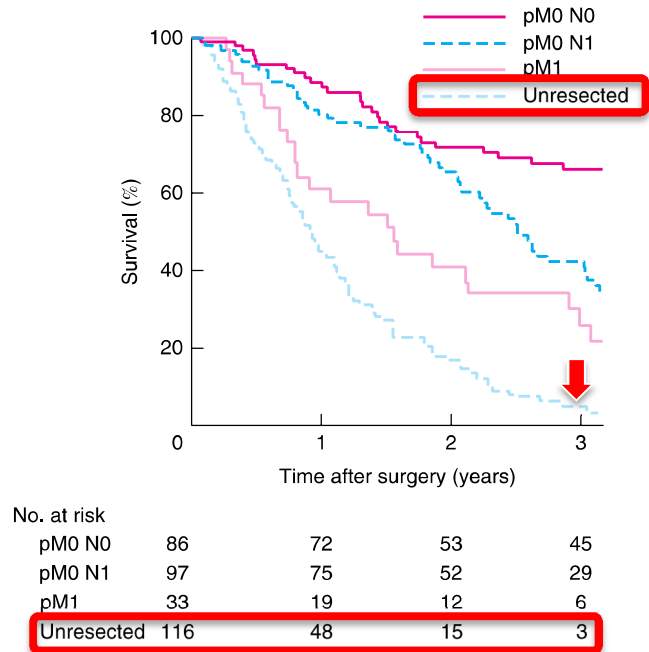 pM0 N0
pM0 N1
pM1
Unresected
100
80
60
40
20
0
1
2
3
Survival (%)
Time after surgery (years)
No. at risk
pM0 N0 86 72 53 45
pM0 N1 97 75 52 29
pM1 33 19 12 6
Unresected 116 48 15 3